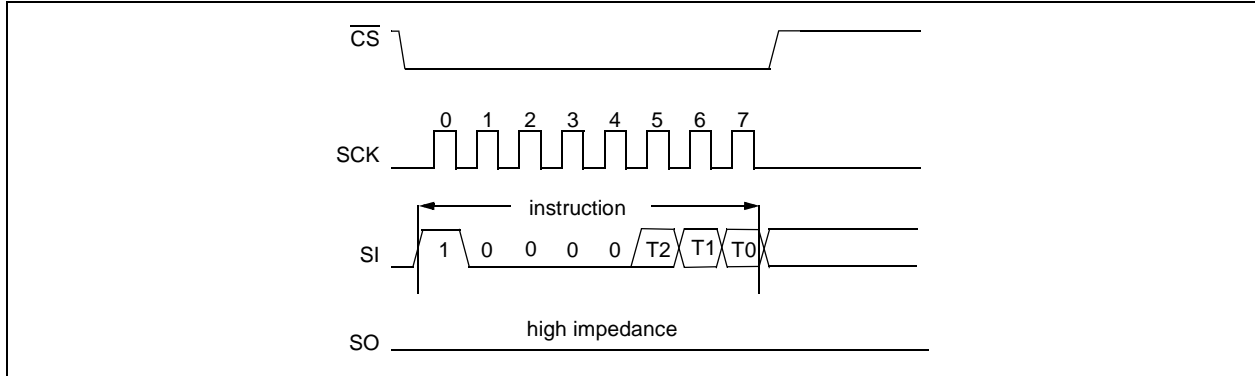 CS
SCK
0 1 2 3 4 5 6 7
instruction
SI
1 0 0 0 0 T2 T1 T0
high impedance
SO